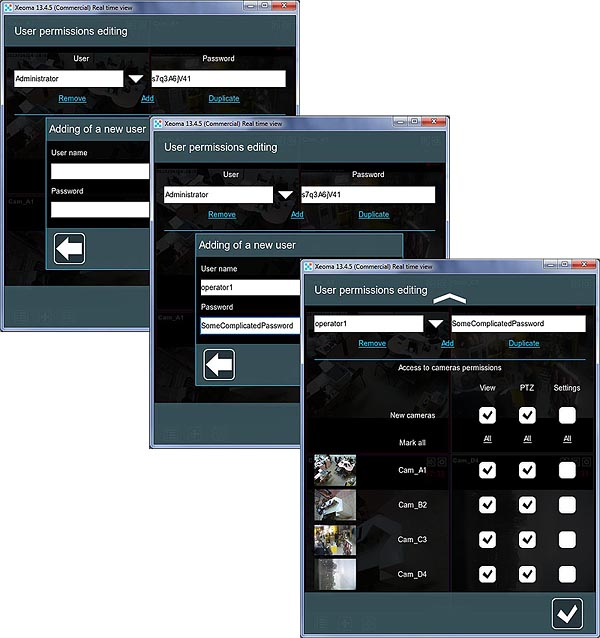 Xeoma 13.4.5 (Commercial) Real time view
User permissions editing
User Password
Administrator s7q3A6jV41
Remove Add Duplicate
Adding of a new user
User name
Password
Cam_A1
Xeoma 13.4.5 (Commercial) Real time view
User permissions editing
User Password
Administrator s7q3A6jV41
Remove Add Duplicate
Adding of a new user
User name
operator1
Password
SomeComplicatedPassword
Cam_A1
Xeoma 13.4.5 (Commercial) Real time view
User permissions editing
operator1 SomeComplicatedPassword
Remove Add Duplicate
Access to cameras permissions
View PTZ Settings
New cameras
Mark all All All All
Cam_A1
Cam_D4
Cam_B2
Cam_C3
Cam_D4